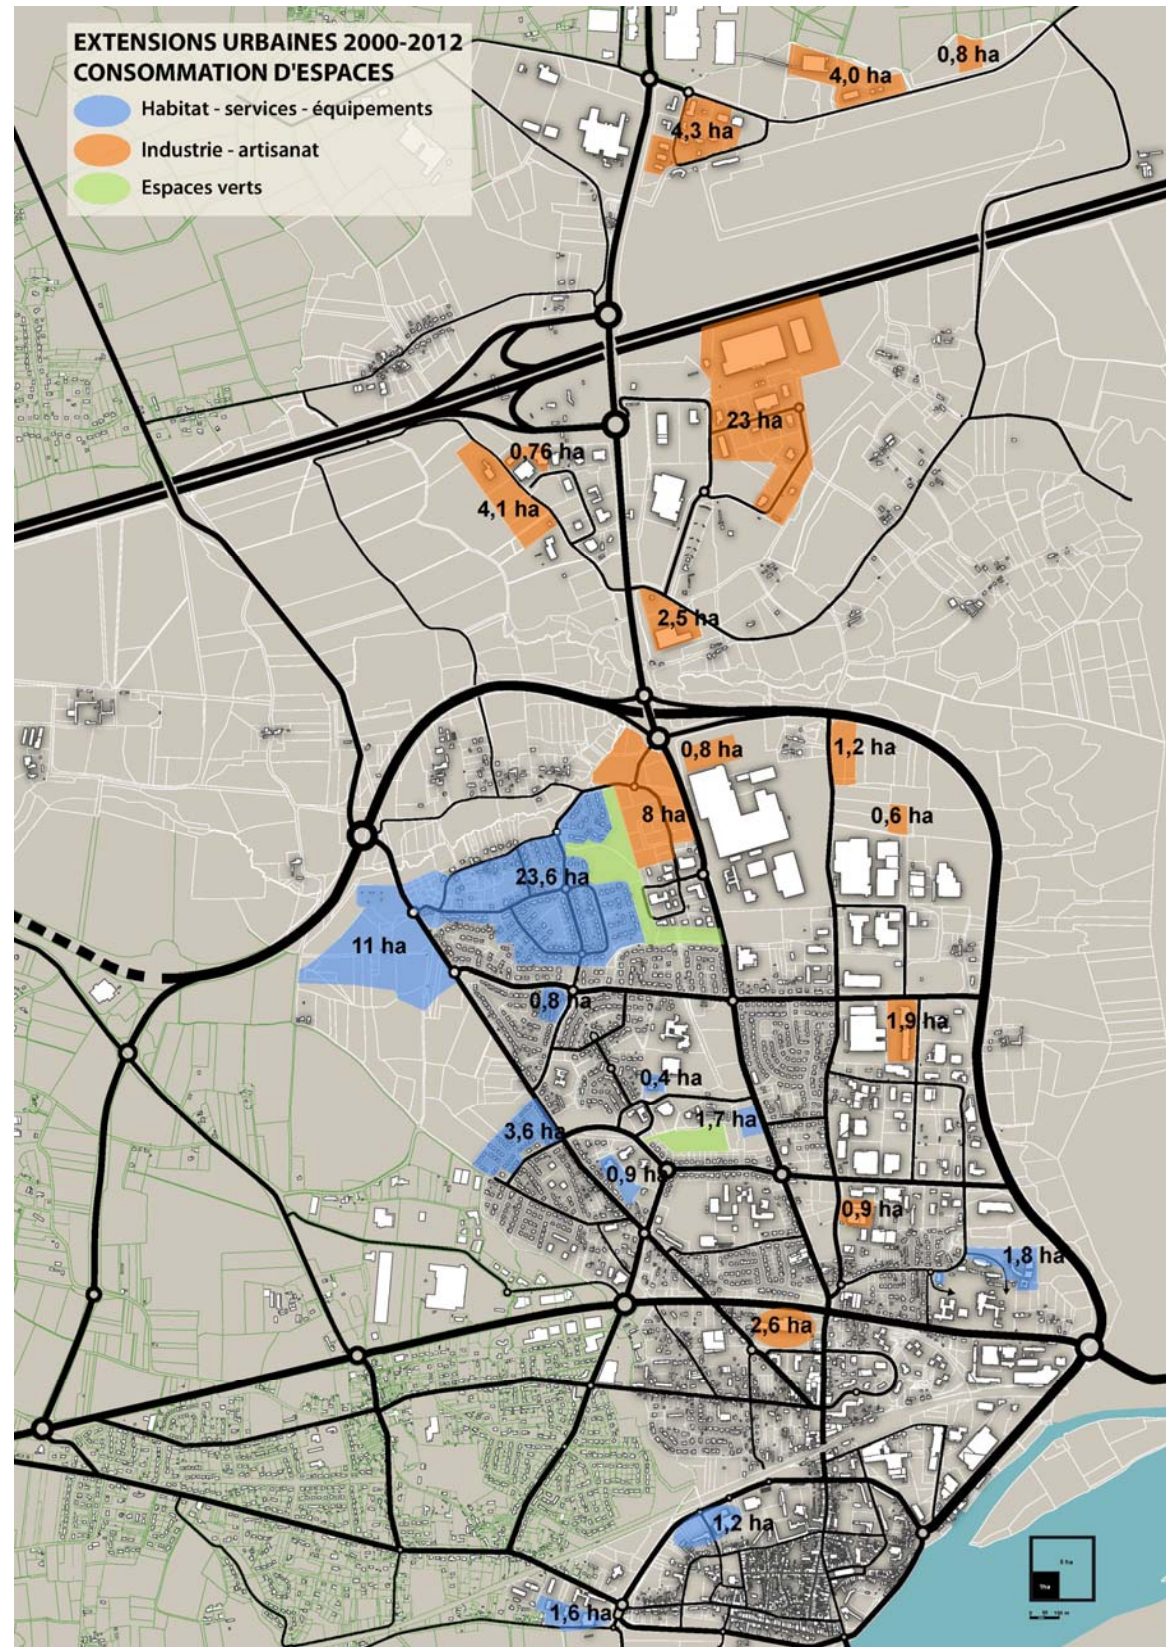 EXTENSIONS URBAINES 2000-2012
CONSOMMATION D'ESPACES
Habitat - services - équipements
Industrie - artisanat
Espaces verts
0,8 ha
4,0 ha
4,3 ha
23 ha
0,76 ha
4,1 ha
2,5 ha
0,8 ha
1,2 ha
8 ha
0,6 ha
23,6 ha
11 ha
0,8 ha
1,9 ha
0,4 ha
1,7 ha
3,6 ha
0,9 ha
0,9 ha
1,8 ha
2,6 ha
1,2 ha
1,6 ha
1ha